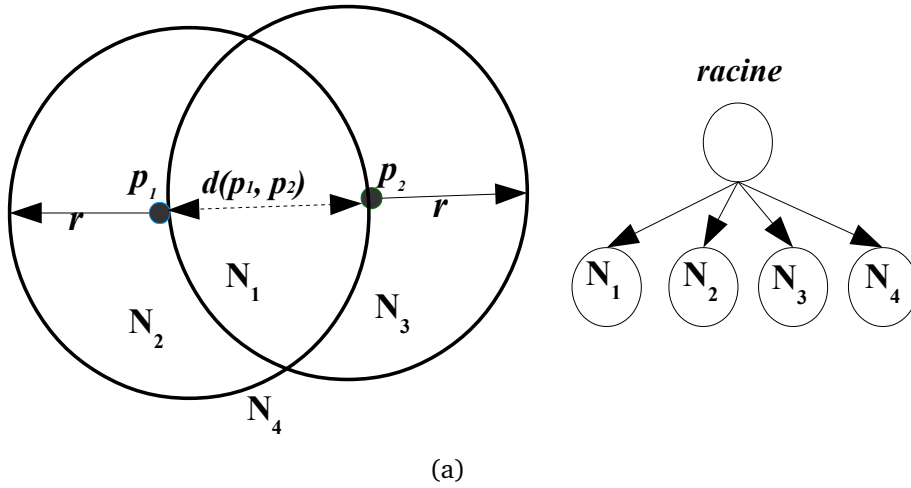 racine
p₁ d(p₁, p₂) p₂
r r
N₁ N₂ N₃ N₄
N₁
N₂ N₃
N₄
(a)